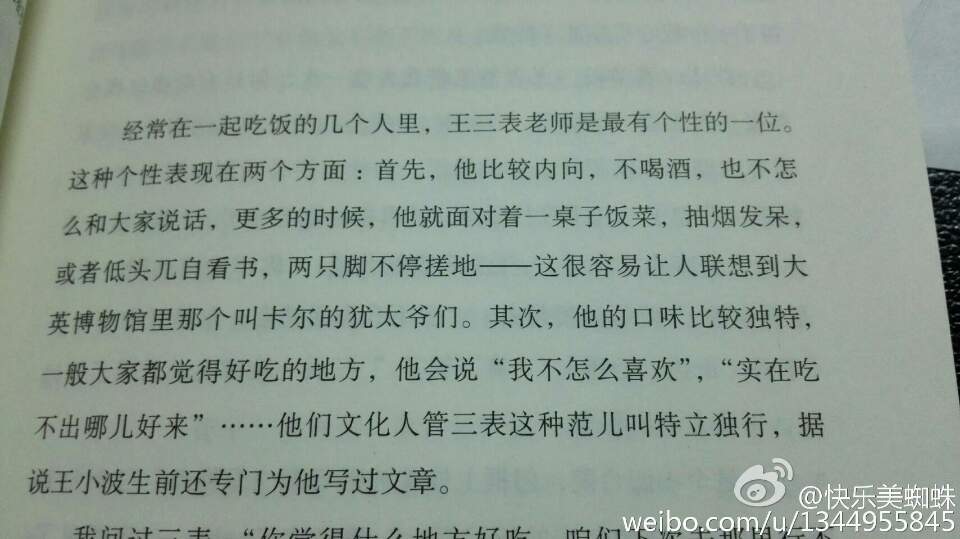 经常在一起吃饭的几个人里，王三表老师是最有个性的一位。
这种个性表现在两个方面：首先，他比较内向，不喝酒，也不怎
么和大家说话，更多的时候，他就面对着一桌子饭菜，抽烟发呆，
或者低头兀自看书，两只脚不停搓地——这很容易让人联想到大
英博物馆里那个叫卡尔的犹太爷们。其次，他的口味比较独特，
一般大家都觉得好吃的地方，他会说“我不怎么喜欢”，“实在吃
不出哪儿好来”……他们文化人管三表这种范儿叫特立独行，据
说王小波生前还专门为他写过文章。
我问过三表，“你觉得什么地方好吃，咱们下次
@快乐美蜘蛛
weibo.com/u/1344955845